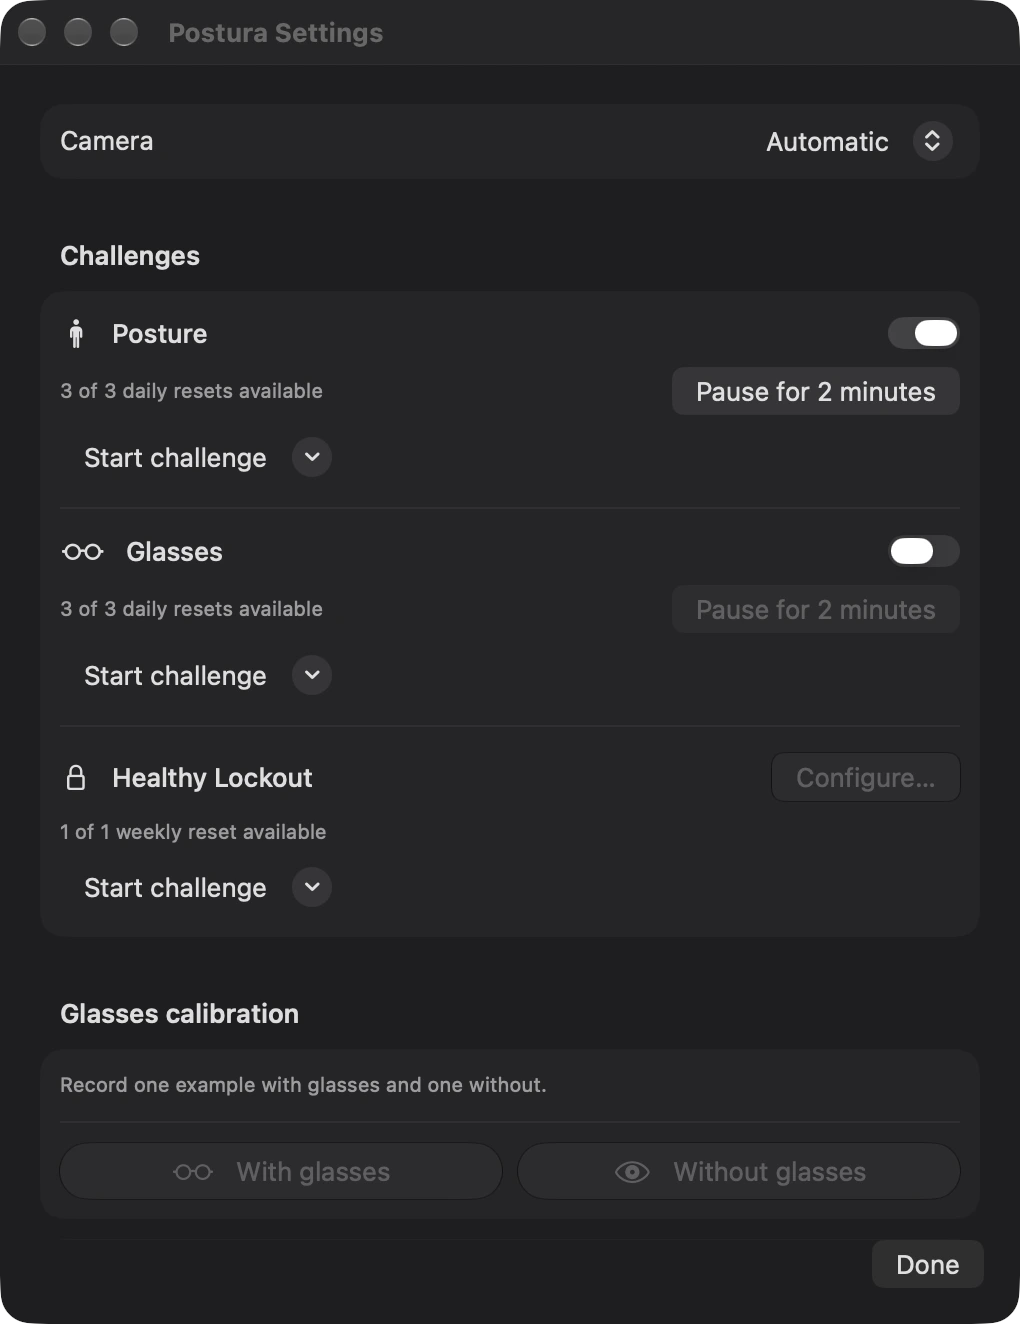 Postura Settings
Camera
Automatic
Challenges
Posture
3 of 3 daily resets available
Pause for 2 minutes
Start challenge
Glasses
3 of 3 daily resets available
Pause for 2 minutes
Start challenge
Healthy Lockout
Configure...
1 of 1 weekly reset available
Start challenge
Glasses calibration
Record one example with glasses and one without.
With glasses
Without glasses
Done